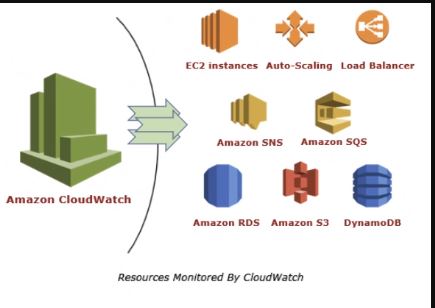 EC2 instances Auto-Scaling Load Balancer
Amazon SNS Amazon SQS
Amazon CloudWatch
Amazon RDS Amazon S3 DynamoDB
Resources Monitored By CloudWatch